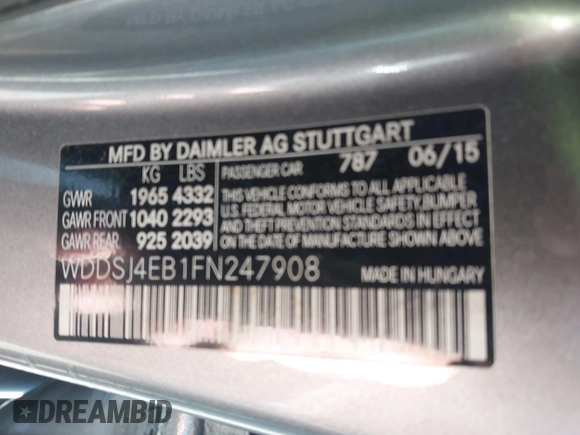 MFD BY DAIMLER AG STUTTGART
KG LBS PASSENGER CAR 787 06/15
GVWR 1965 4332
GAWR FRONT 1040 2293
GAWR REAR 925 2039
THIS VEHICLE CONFORMS TO ALL APPLICABLE
U.S. FEDERAL MOTOR VEHICLE SAFETY, BUMPER
AND THEFT PREVENTION STANDARDS IN EFFECT
ON THE DATE OF MANUFACTURE SHOWN ABOVE.
WDDSJ4EB1FN247908 MADE IN HUNGARY
DREAMBID